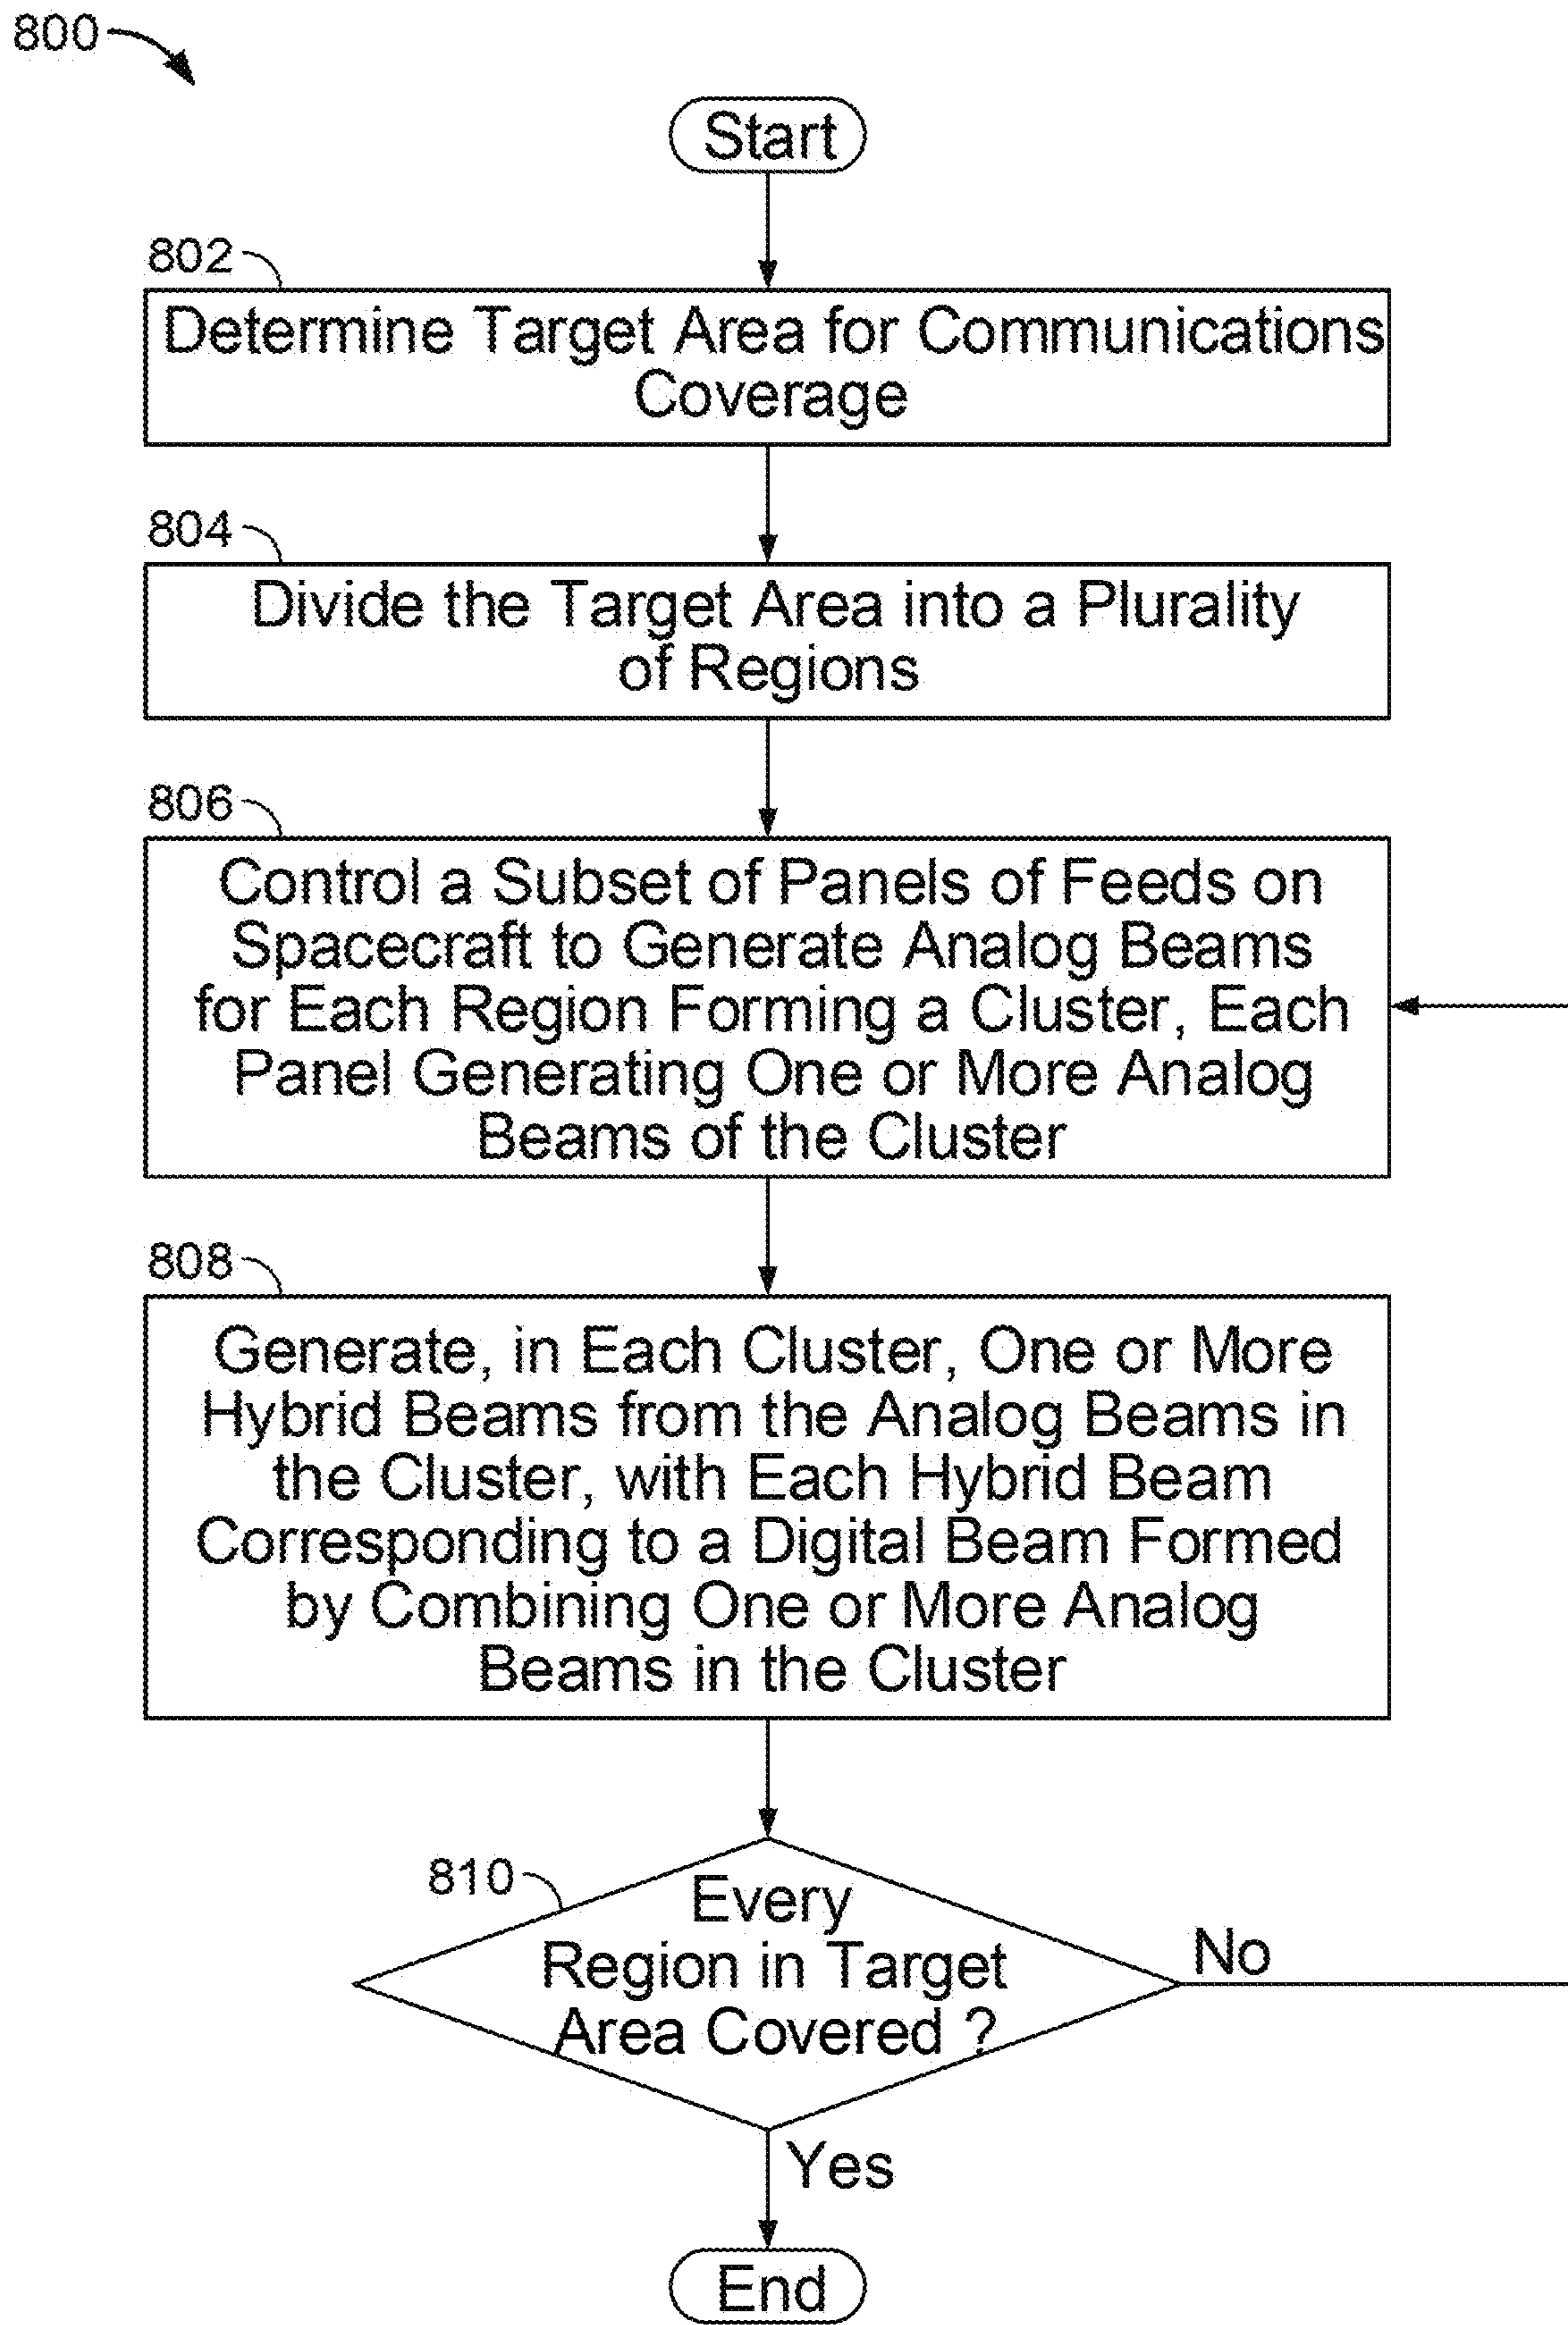 800
Start
802
Determine Target Area for Communications
Coverage
804
Divide the Target Area into a Plurality
of Regions
806
Control a Subset of Panels of Feeds on
Spacecraft to Generate Analog Beams
for Each Region Forming a Cluster, Each
Panel Generating One or More Analog
Beams of the Cluster
808
Generate, in Each Cluster, One or More
Hybrid Beams from the Analog Beams in
the Cluster, with Each Hybrid Beam
Corresponding to a Digital Beam Formed
by Combining One or More Analog
Beams in the Cluster
810
Every
Region in Target
Area Covered ?
No
Yes
End